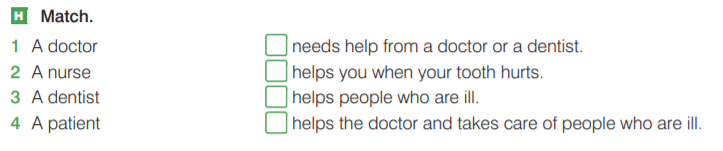 H Match.
1 A doctor needs help from a doctor or a dentist.
2 A nurse helps you when your tooth hurts.
3 A dentist helps people who are ill.
4 A patient helps the doctor and takes care of people who are ill.